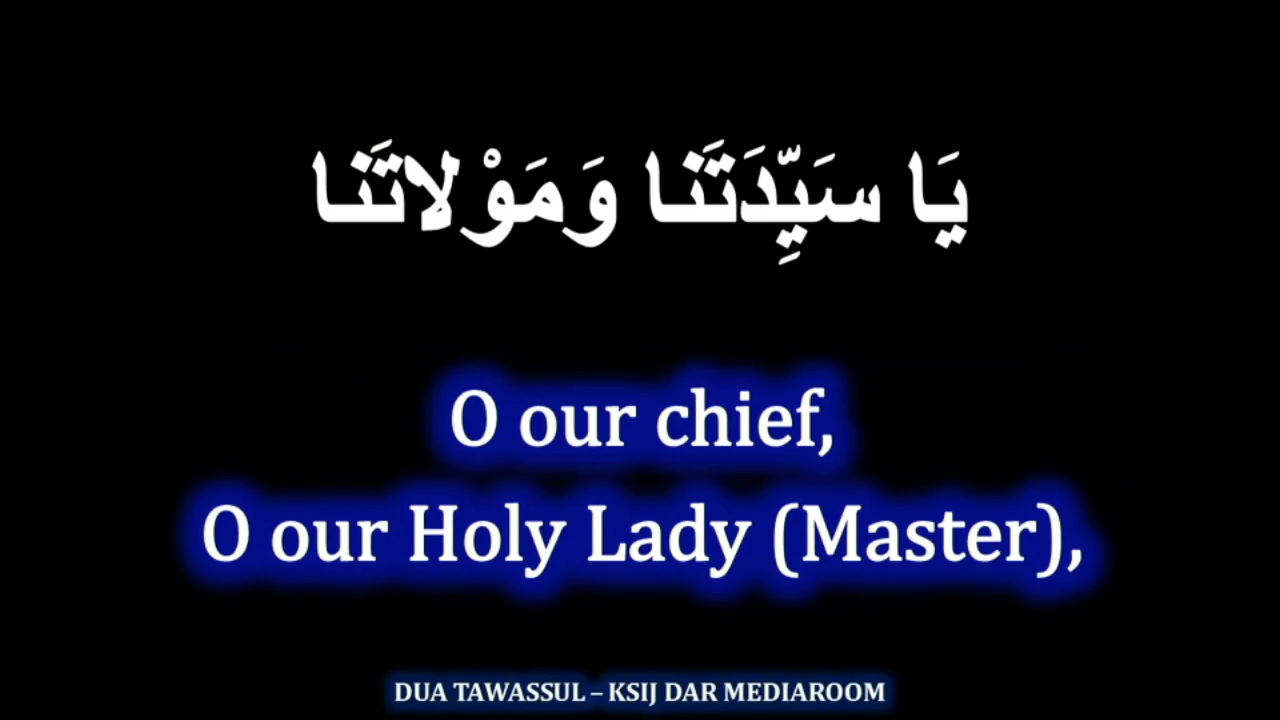 يَا سَيِّدَتَنَا وَمَوْلاتَنَا
O our chief,
O our Holy Lady (Master),
DUA TAWASSUL – KSIJ DAR MEDIAROOM